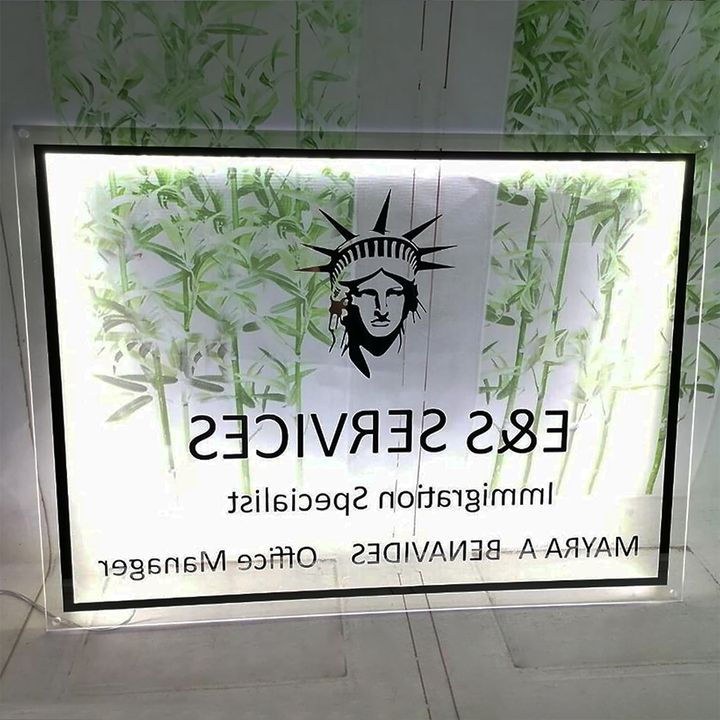 E&S SERVICES
Immigration Specialist
MAYRA A BENAVIDES Office Manager